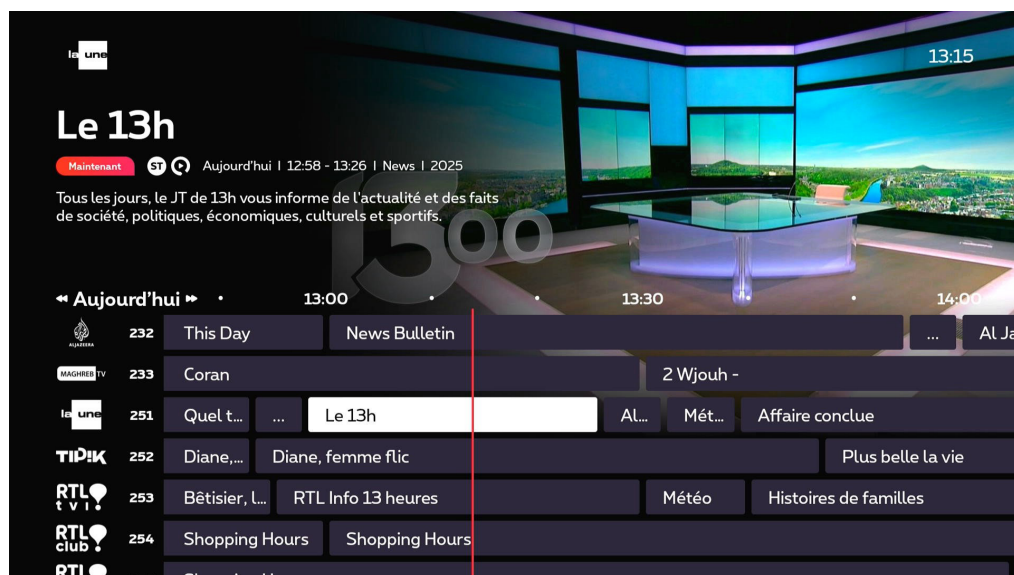 la une
13:15
Le 13h
Maintenant ST Aujourd'hui | 12:58 - 13:26 | News | 2025
Tous les jours, le JT de 13h vous informe de l'actualité et des faits
de société, politiques, économiques, culturels et sportifs.
1300
Aujourd'hui 13:00 13:30 14:00
ALJAZEERA 232 This Day News Bulletin ... Al Ja
MAGHREB TV 233 Coran 2 Wjouh -
la une 251 Quel t... ... Le 13h Al... Mét... Affaire conclue
TIPIK 252 Diane,... Diane, femme flic Plus belle la vie
RTL tvi 253 Bêtisier, l... RTL Info 13 heures Météo Histoires de familles
RTL club 254 Shopping Hours Shopping Hours
RTL